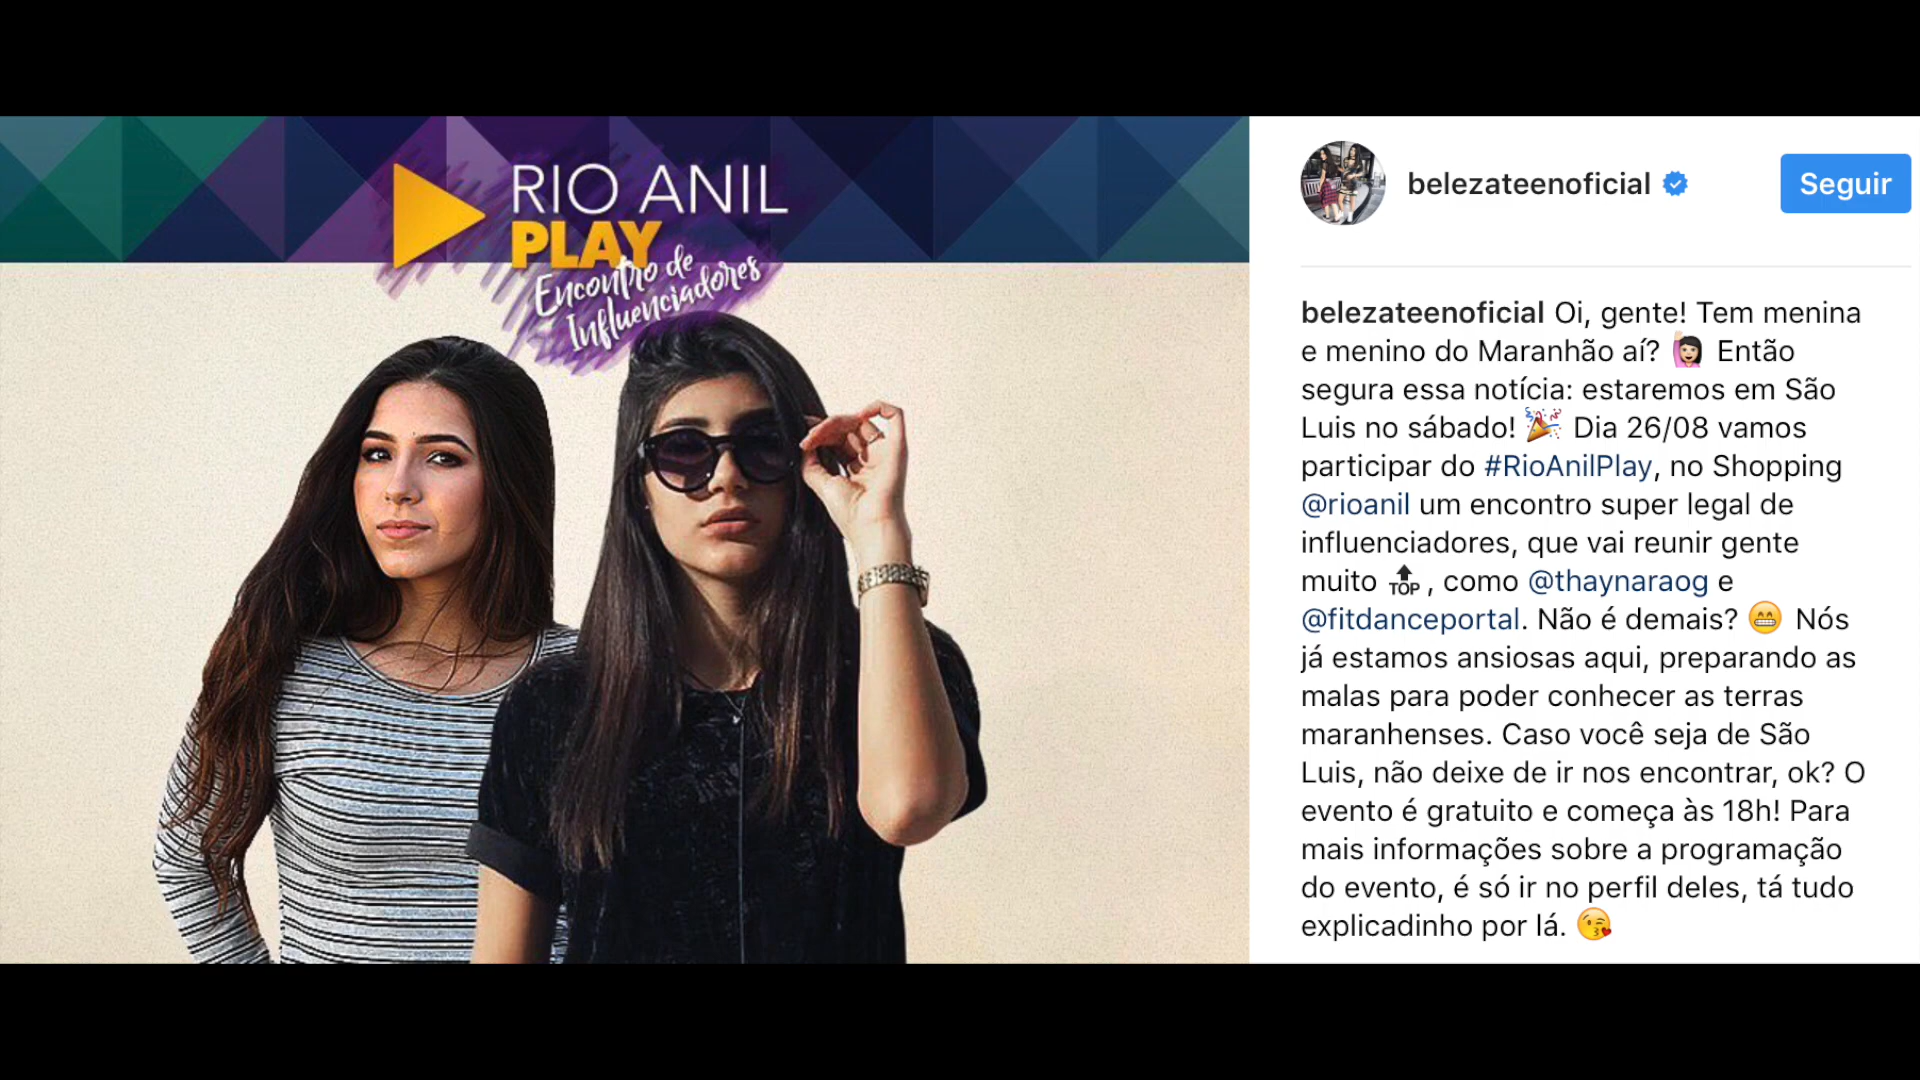 RIO ANIL
PLAY
Encontro de
Influenciadores
belezateenoficial
Seguir
belezateenoficial Oi, gente! Tem menina
e menino do Maranhão aí? 🙋🏻 Então
segura essa notícia: estaremos em São
Luis no sábado! 🎉 Dia 26/08 vamos
participar do #RioAnilPlay, no Shopping
@rioanil um encontro super legal de
influenciadores, que vai reunir gente
muito 🔝, como @thaynaraog e
@fitdanceportal. Não é demais? 😁 Nós
já estamos ansiosas aqui, preparando as
malas para poder conhecer as terras
maranhenses. Caso você seja de São
Luis, não deixe de ir nos encontrar, ok? O
evento é gratuito e começa às 18h! Para
mais informações sobre a programação
do evento, é só ir no perfil deles, tá tudo
explicadinho por lá. 😘